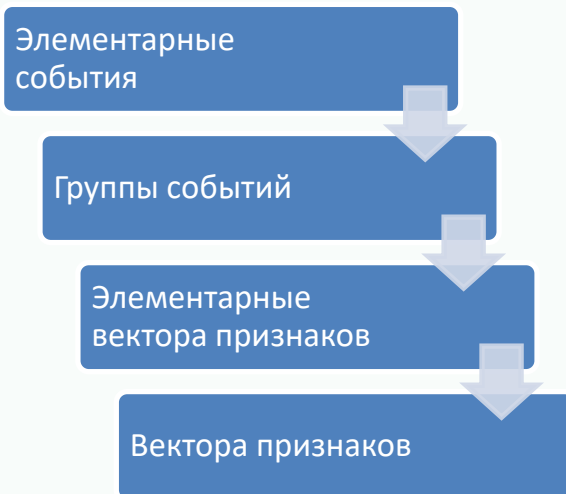 Элементарные
события
Группы событий
Элементарные
вектора признаков
Вектора признаков